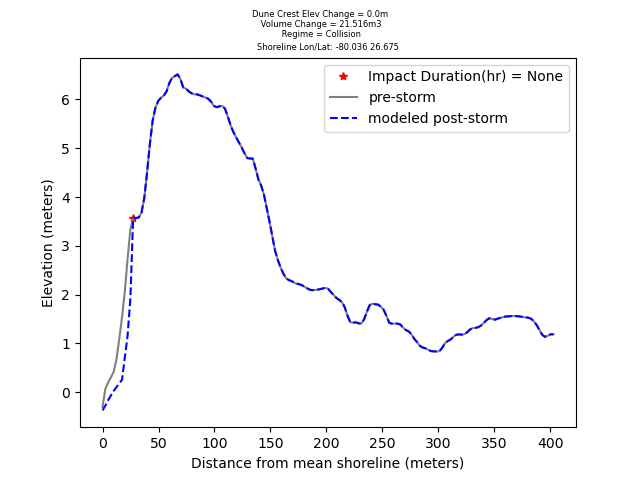 Dune Crest Elev Change = 0.0m
Volume Change = 21.516m3
Regime = Collision
Shoreline Lon/Lat: -80.036 26.675
Impact Duration(hr) = None
pre-storm
modeled post-storm
Elevation (meters)
6
5
4
3
2
1
0
0 50 100 150 200 250 300 350 400
Distance from mean shoreline (meters)